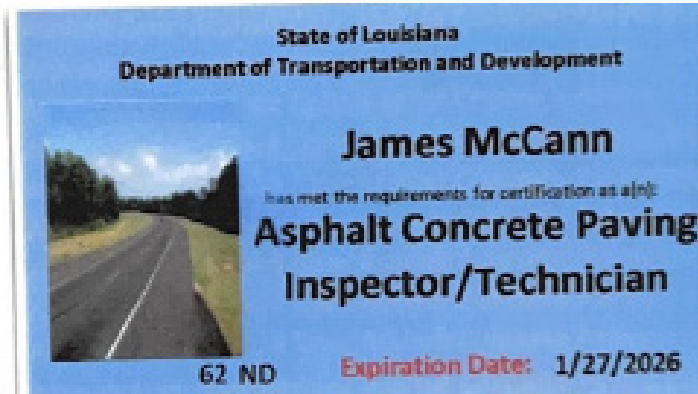 State of Louisiana
Department of Transportation and Development
James McCann
has met the requirements for certification as a(n):
Asphalt Concrete Paving
Inspector/Technician
62 ND
Expiration Date: 1/27/2026